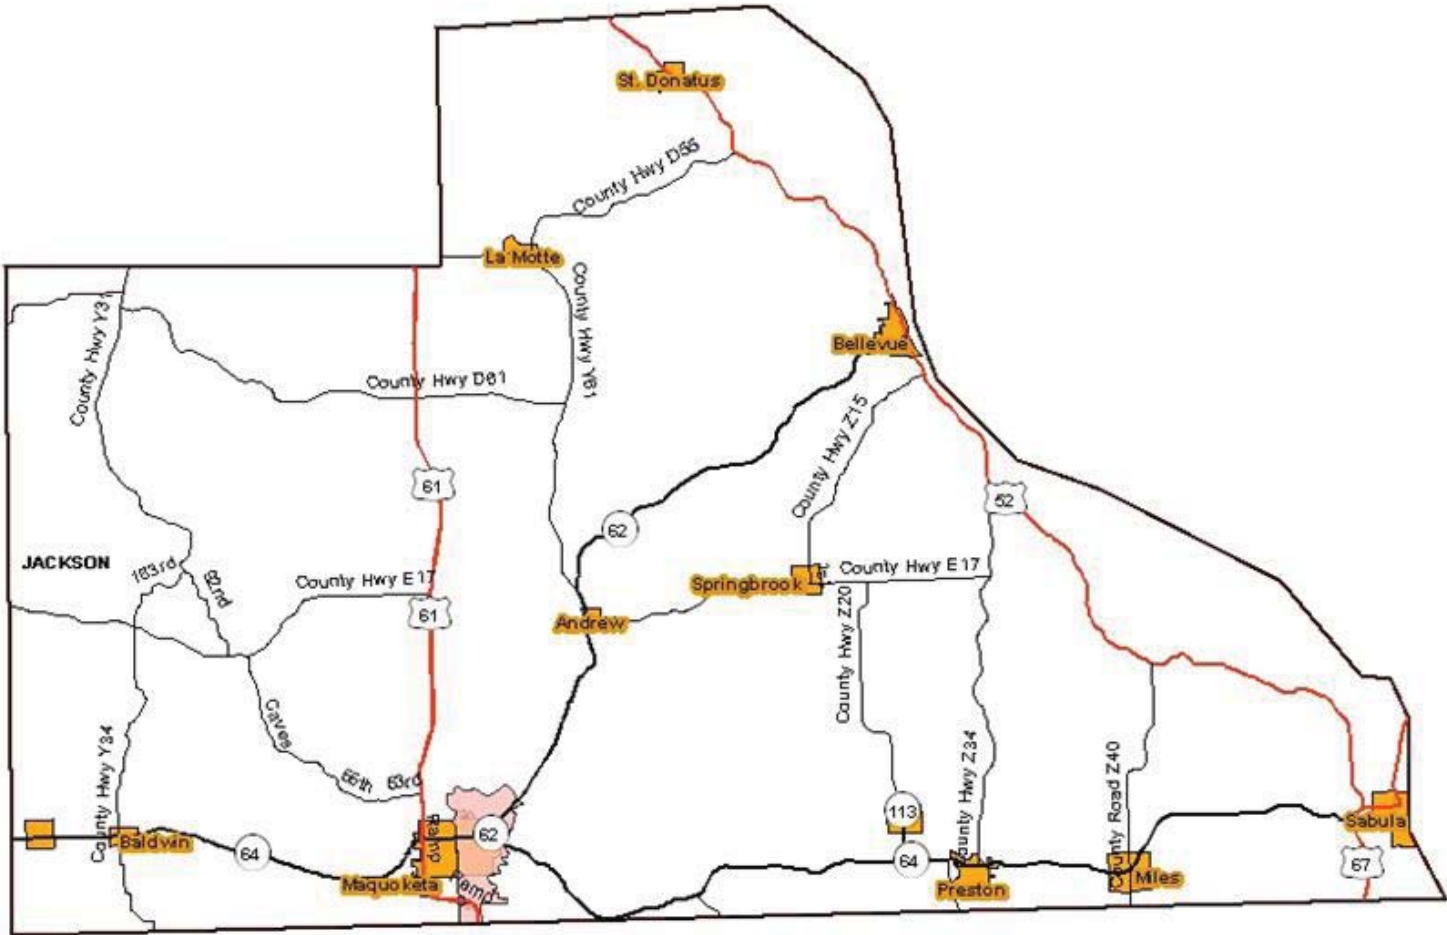 St. Donatus
County Hwy D55
La Motte
County Hwy Y31
County Hwy Y61
Bellevue
County Hwy D61
County Hwy Z15
61
52
62
JACKSON
183rd
County Hwy E17
Springbrook
County Hwy E17
82nd
61
Andrew
County Hwy Z20
Caves
County Hwy Y34
County Hwy Z34
County Road Z40
66th
63rd
Ramp
113
Sabula
62
Baldwin
64
64
67
Maquoketa
Ramp
Preston
Miles